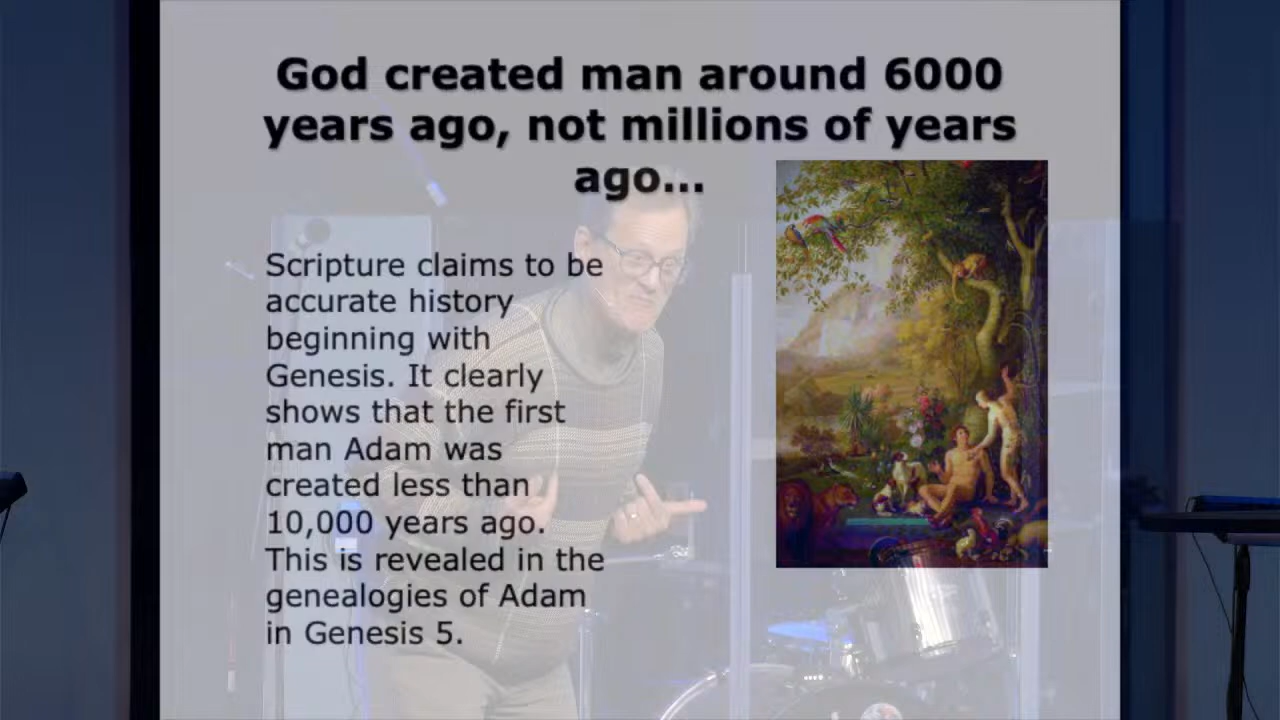 God created man around 6000
years ago, not millions of years
ago...
Scripture claims to be
accurate history
beginning with
Genesis. It clearly
shows that the first
man Adam was
created less than
10,000 years ago.
This is revealed in the
genealogies of Adam
in Genesis 5.